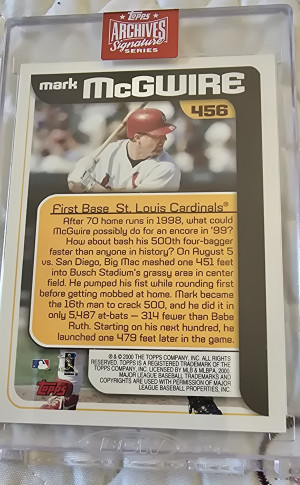 Topps
ARCHIVES
Signature
SERIES
mark McGWIRE
456
First Base St. Louis Cardinals®
After 70 home runs in 1998, what could
McGwire possibly do for an encore in '99?
How about bash his 500th four-bagger
faster than anyone in history? On August 5
vs. San Diego, Big Mac mashed one 451 feet
into Busch Stadium's grassy area in center
field. He pumped his fist while rounding first
before getting mobbed at home. Mark became
the 16th man to crack 500, and he did it in
only 5,487 at-bats — 314 fewer than Babe
Ruth. Starting on his next hundred, he
launched one 479 feet later in the game.
® & © 2000 THE TOPPS COMPANY, INC. ALL RIGHTS
RESERVED. TOPPS IS A REGISTERED TRADEMARK OF THE
TOPPS COMPANY, INC. LICENSED BY MLB & MLBPA, 2000.
MAJOR LEAGUE BASEBALL TRADEMARKS AND
COPYRIGHTS ARE USED WITH PERMISSION OF MAJOR
LEAGUE BASEBALL PROPERTIES, INC.
Topps